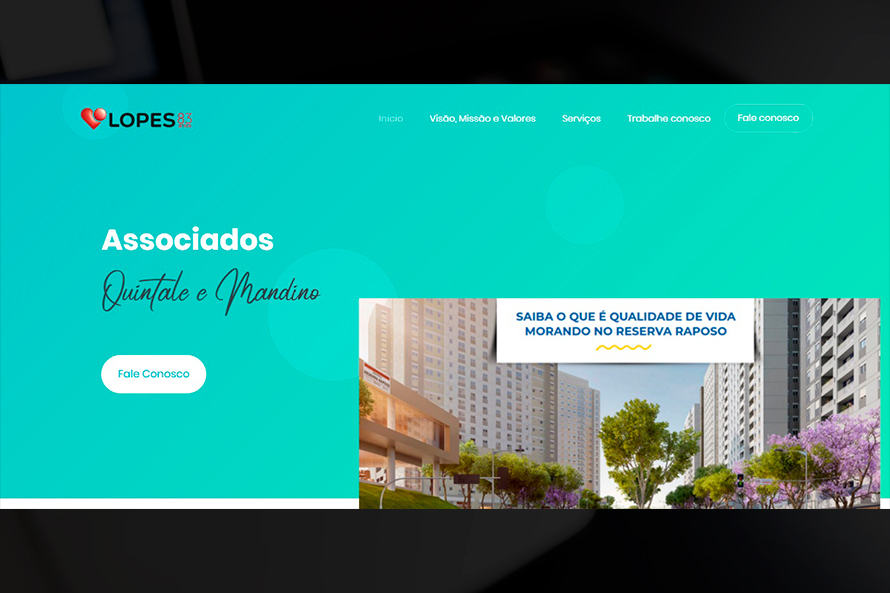 LOPES 83
Início
Visão, Missão e Valores
Serviços
Trabalhe conosco
Fale conosco
Associados
Quintale e Mandino
Fale Conosco
SAIBA O QUE É QUALIDADE DE VIDA
MORANDO NO RESERVA RAPOSO